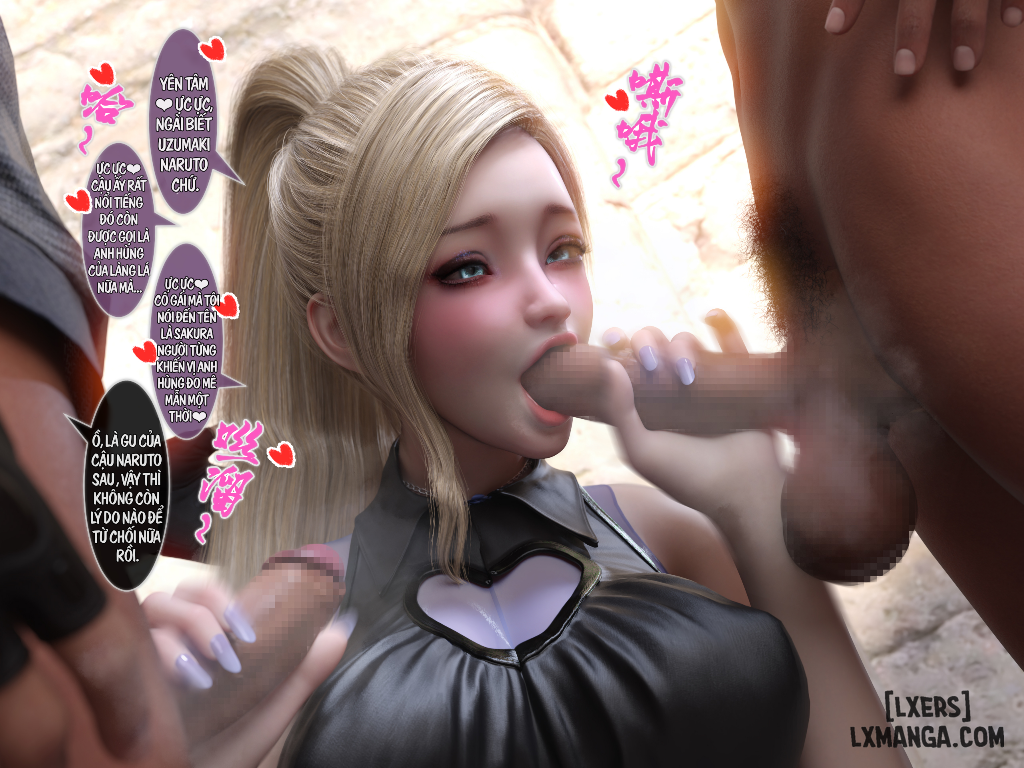 YÊN TÂM
❤ ỰC ỰC,
NGÀI BIẾT
UZUMAKI
NARUTO
CHỨ.
ỰC ỰC❤
CẬU ẤY RẤT
NỔI TIẾNG
ĐÓ CÒN
ĐƯỢC GỌI LÀ
ANH HÙNG
CỦA LÀNG LÁ
NỮA MÀ...
ỰC ỰC❤
CÔ GÁI MÀ TÔI
NÓI ĐẾN TÊN
LÀ SAKURA
NGƯỜI TỪNG
KHIẾN VỊ ANH
HÙNG ĐÓ MÊ
MẨN MỘT
THỜI❤
Ồ, LÀ GU CỦA
CẬU NARUTO
SAU, VẬY THÌ
KHÔNG CÒN
LÝ DO NÀO ĐỂ
TỪ CHỐI NỮA
RỒI.
哈~
嘶
哦~
[LXERS]
LXMANGA.COM